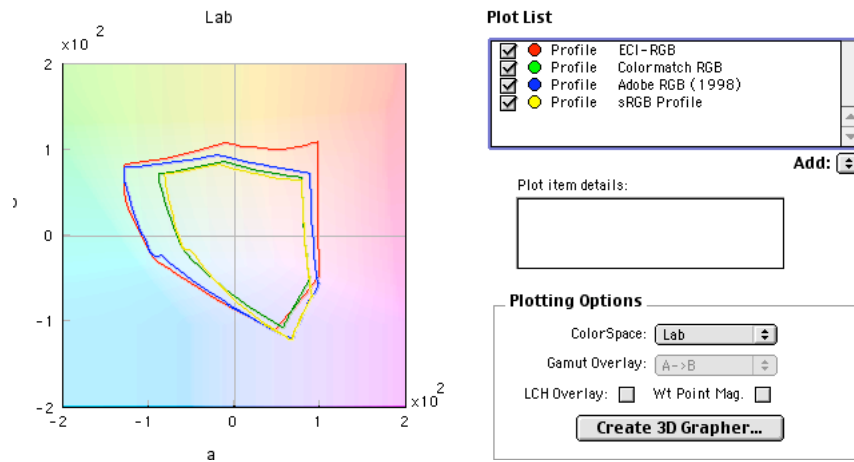 Lab
×10 2
2
1
0
-1
-2
-2
-1
0
1
2
×10 2
a
Plot List
Profile ECI-RGB
Profile Colormatch RGB
Profile Adobe RGB (1998)
Profile sRGB Profile
Add:
Plot item details:
Plotting Options
ColorSpace: Lab
Gamut Overlay: A->B
LCH Overlay: Wt Point Mag.
Create 3D Grapher...